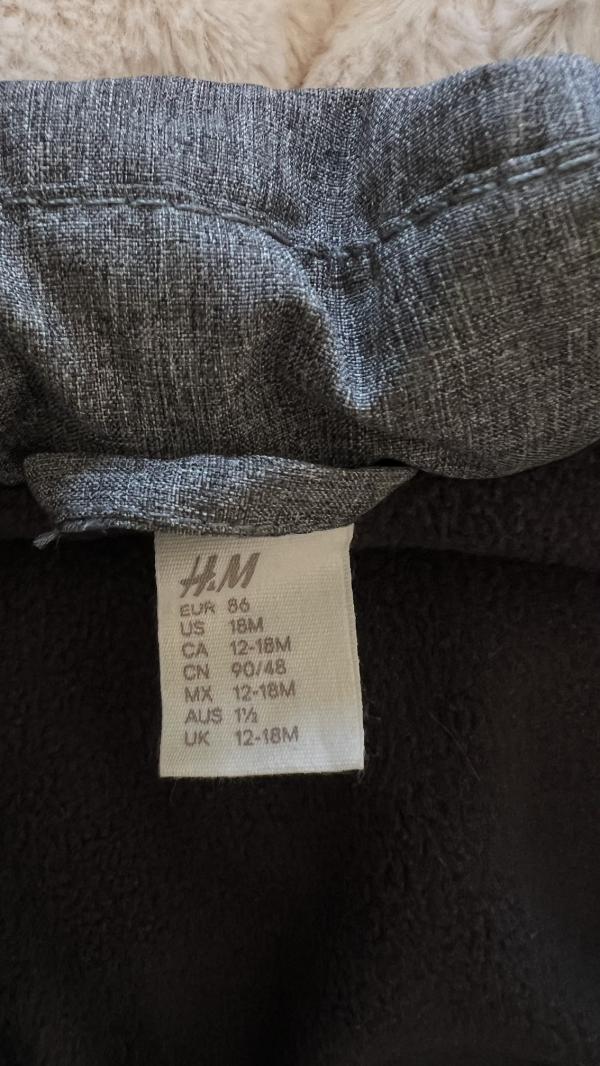 H&M
EUR 86
US 18M
CA 12-18M
CN 90/48
MX 12-18M
AUS 1½
UK 12-18M